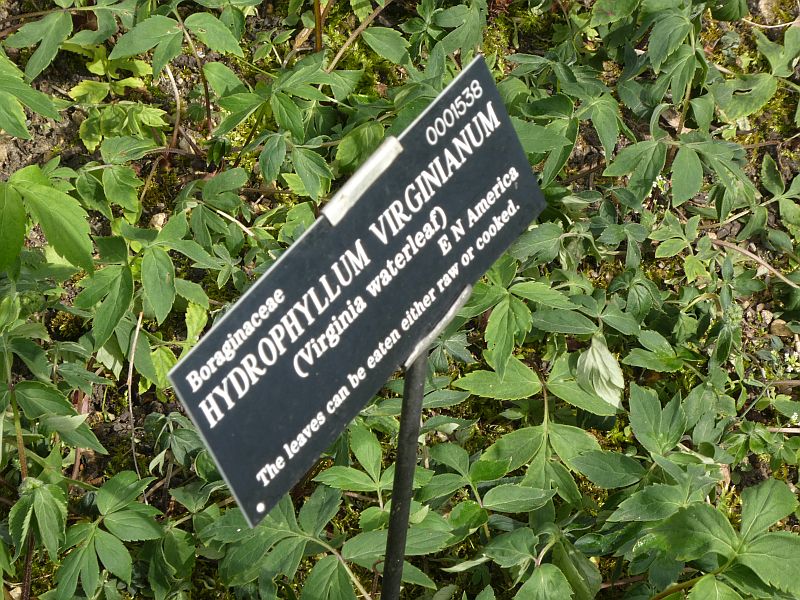 0001538
Boraginaceae
HYDROPHYLLUM VIRGINIANUM
(Virginia waterleaf)
E N America
The leaves can be eaten either raw or cooked.